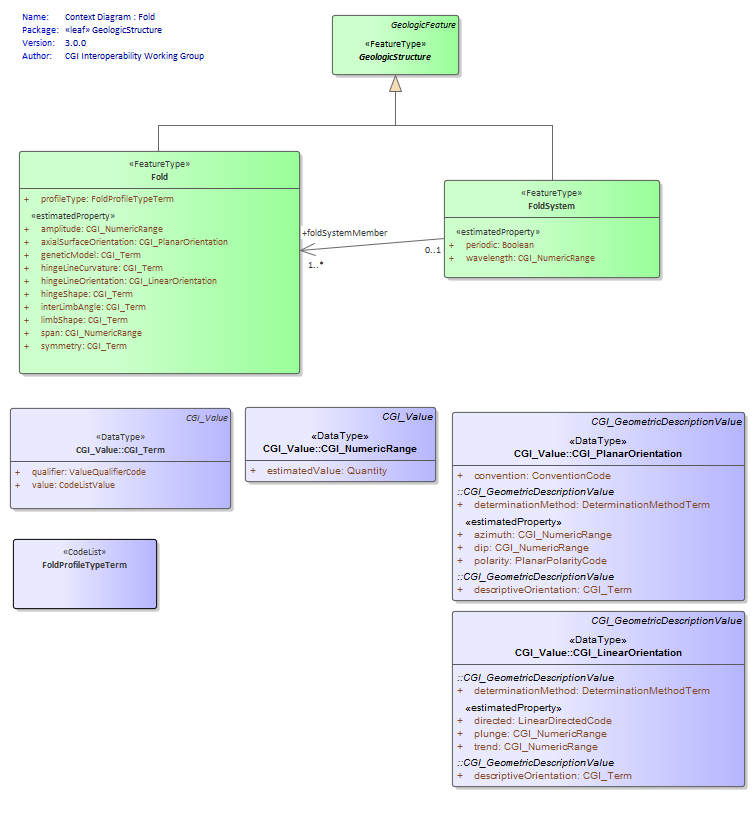 Name: Context Diagram : Fold
Package: «leaf» GeologicStructure
Version: 3.0.0
Author: CGI Interoperability Working Group
GeologicFeature
«FeatureType»
GeologicStructure
«FeatureType»
Fold
+ profileType: FoldProfileTypeTerm
«estimatedProperty»
+ amplitude: CGI_NumericRange
+ axialSurfaceOrientation: CGI_PlanarOrientation
+ geneticModel: CGI_Term
+ hingeLineCurvature: CGI_Term
+ hingeLineOrientation: CGI_LinearOrientation
+ hingeShape: CGI_Term
+ interLimbAngle: CGI_Term
+ limbShape: CGI_Term
+ span: CGI_NumericRange
+ symmetry: CGI_Term
+foldSystemMember
1..*
0..1
«FeatureType»
FoldSystem
«estimatedProperty»
+ periodic: Boolean
+ wavelength: CGI_NumericRange
CGI_Value
«DataType»
CGI_Value::CGI_Term
+ qualifier: ValueQualifierCode
+ value: CodeListValue
CGI_Value
«DataType»
CGI_Value::CGI_NumericRange
+ estimatedValue: Quantity
CGI_GeometricDescriptionValue
«DataType»
CGI_Value::CGI_PlanarOrientation
+ convention: ConventionCode
::CGI_GeometricDescriptionValue
+ determinationMethod: DeterminationMethodTerm
«estimatedProperty»
+ azimuth: CGI_NumericRange
+ dip: CGI_NumericRange
+ polarity: PlanarPolarityCode
::CGI_GeometricDescriptionValue
+ descriptiveOrientation: CGI_Term
«CodeList»
FoldProfileTypeTerm
CGI_GeometricDescriptionValue
«DataType»
CGI_Value::CGI_LinearOrientation
::CGI_GeometricDescriptionValue
+ determinationMethod: DeterminationMethodTerm
«estimatedProperty»
+ directed: LinearDirectedCode
+ plunge: CGI_NumericRange
+ trend: CGI_NumericRange
::CGI_GeometricDescriptionValue
+ descriptiveOrientation: CGI_Term